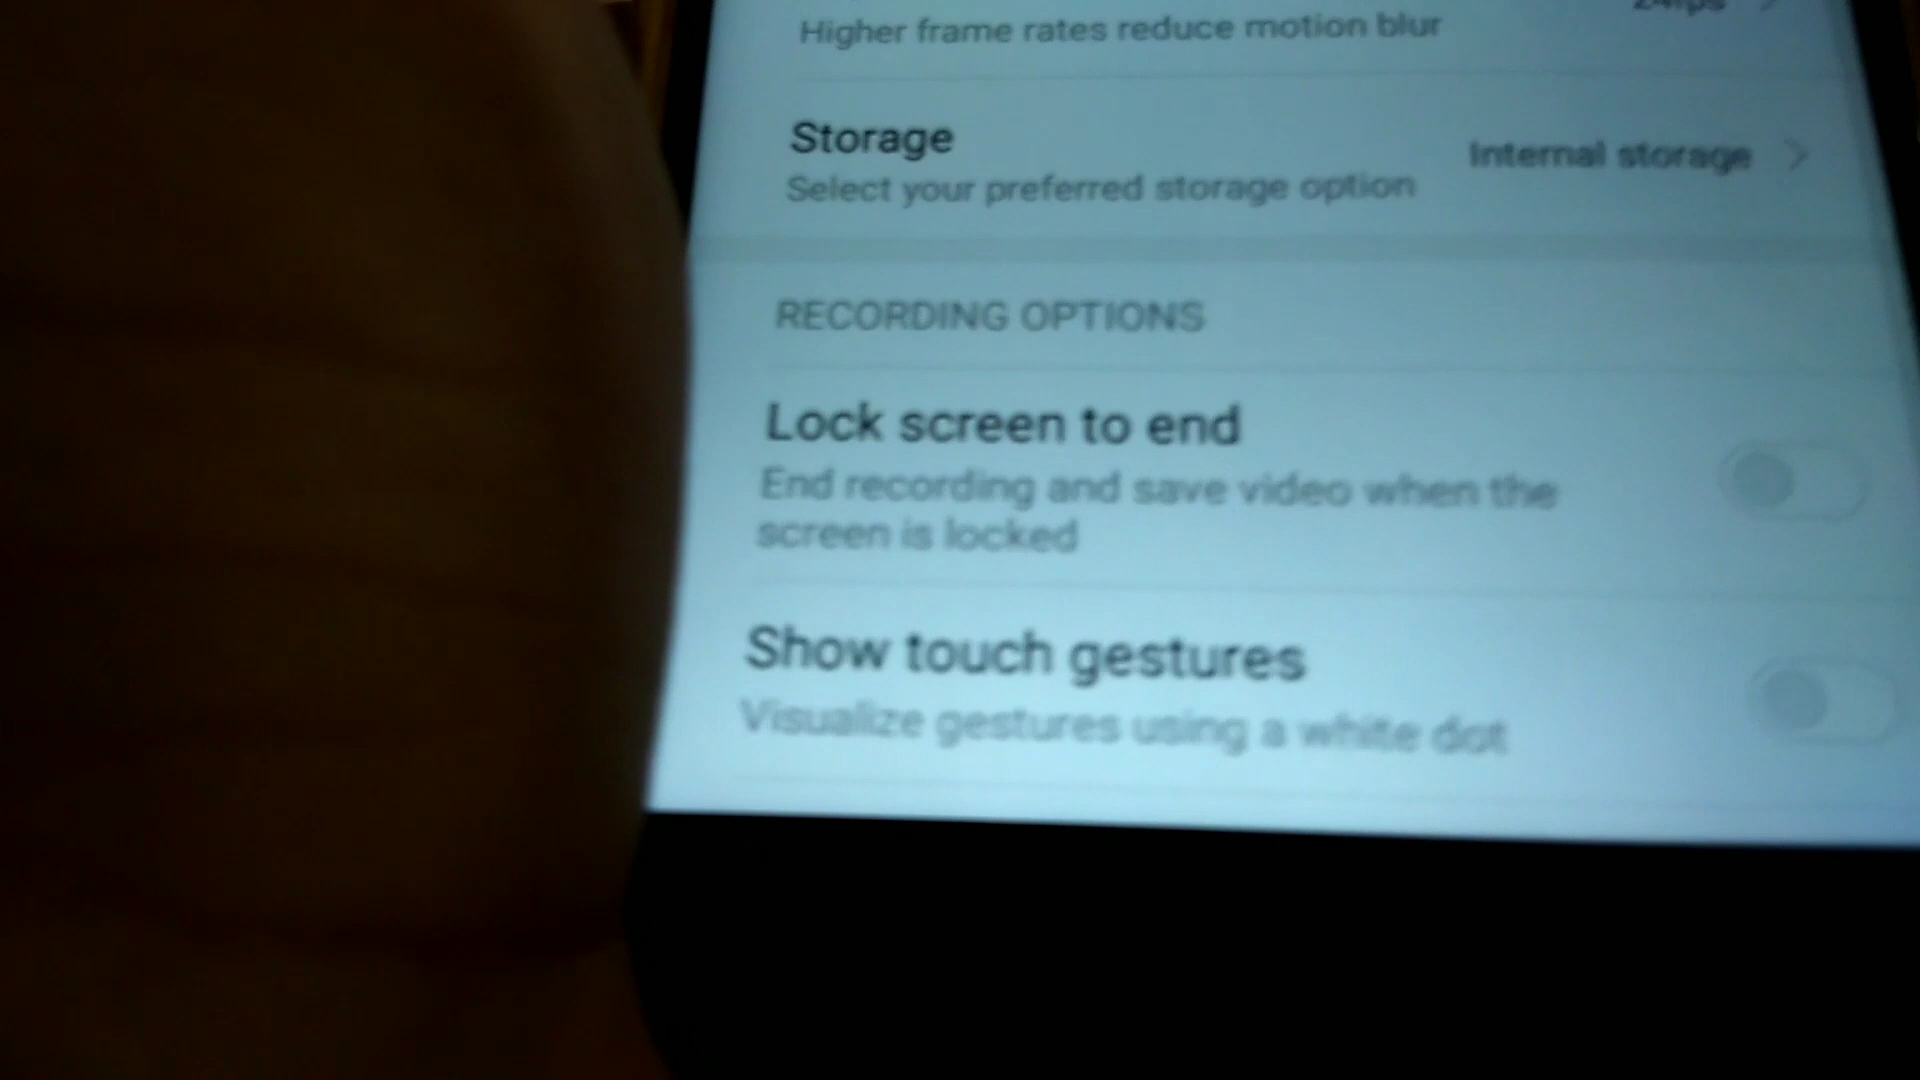 24fps
Higher frame rates reduce motion blur
Storage
Internal storage
Select your preferred storage option
RECORDING OPTIONS
Lock screen to end
End recording and save video when the
screen is locked
Show touch gestures
Visualize gestures using a white dot